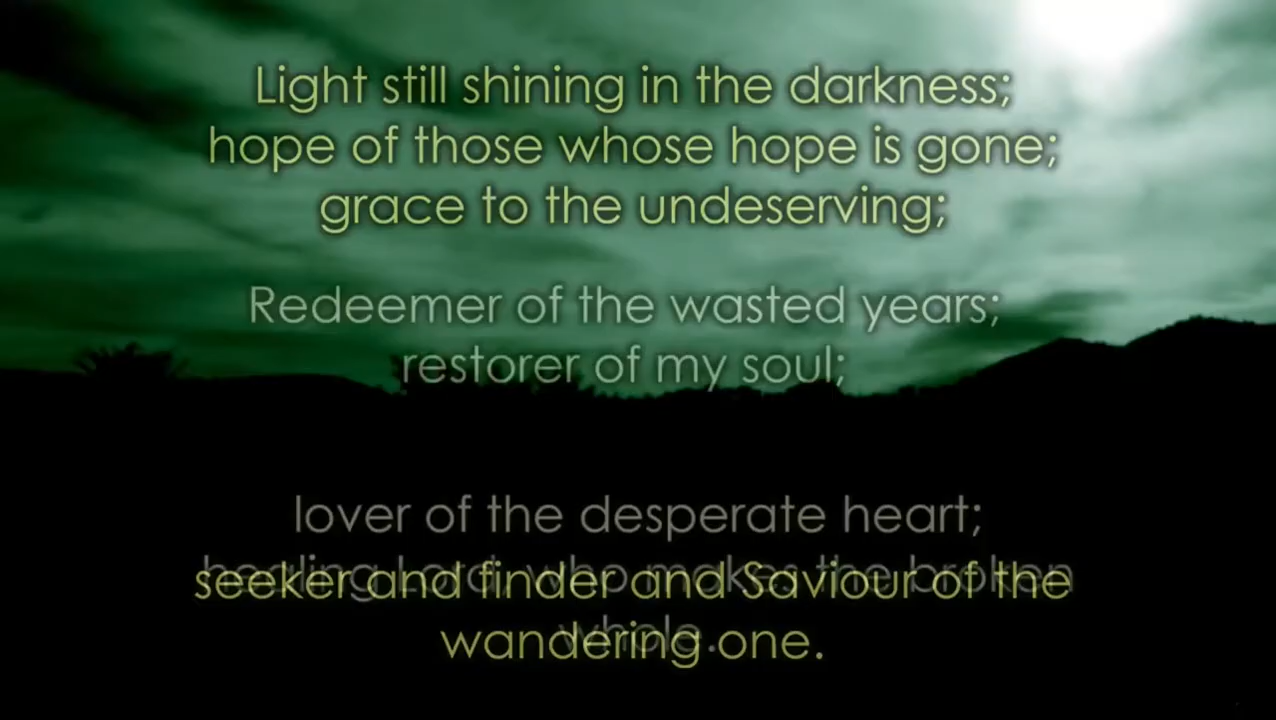 Light still shining in the darkness;
hope of those whose hope is gone;
grace to the undeserving;
Redeemer of the wasted years;
restorer of my soul;
lover of the desperate heart;
healing Lord, who makes the broken
seeker and finder and Saviour of the
whole.
wandering one.